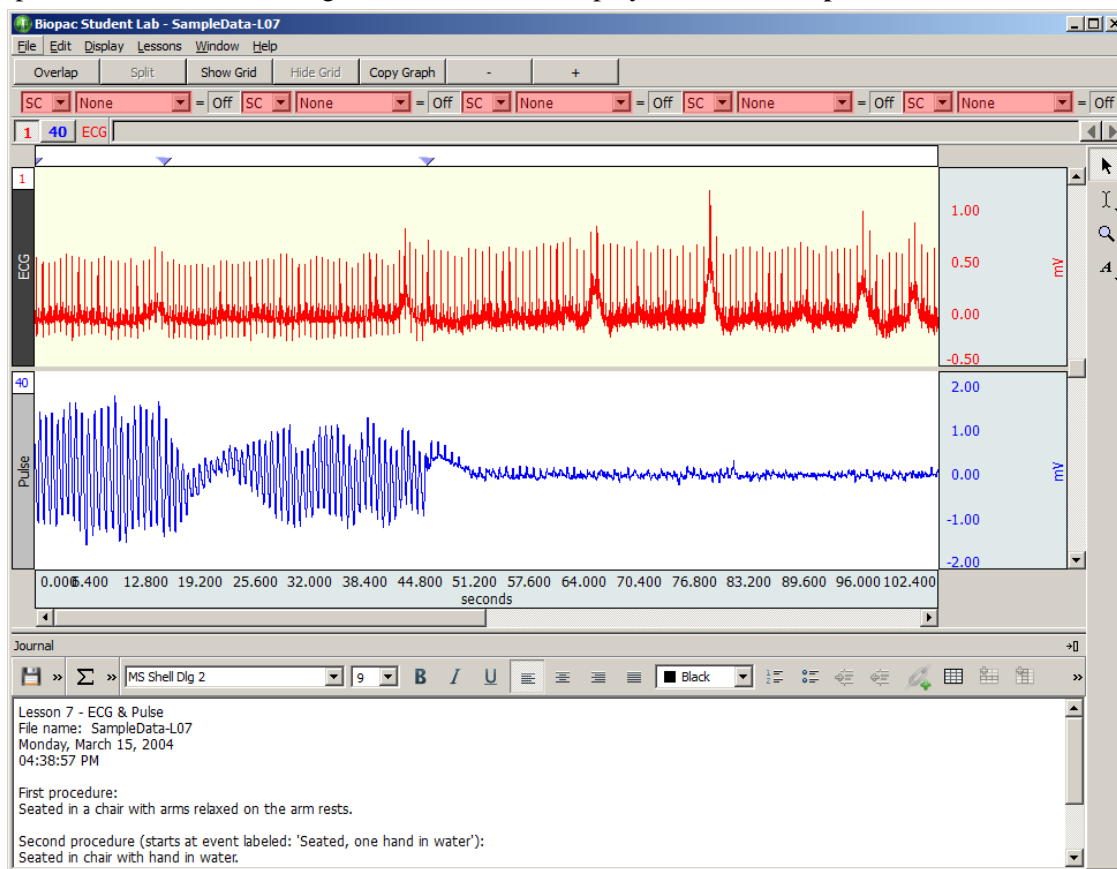 Biopac Student Lab - SampleData-L07
File Edit Display Lessons Window Help
Overlap Split Show Grid Hide Grid Copy Graph - +
SC None = Off SC None = Off SC None = Off SC None = Off SC None = Off
1 40 ECG
1
ECG
1.00
0.50
0.00
-0.50
mV
40
Pulse
2.00
1.00
0.00
-1.00
-2.00
mV
0.000 6.400 12.800 19.200 25.600 32.000 38.400 44.800 51.200 57.600 64.000 70.400 76.800 83.200 89.600 96.000 102.400
seconds
Journal
» Σ » MS Shell Dlg 2 9 B I U Black »
Lesson 7 - ECG & Pulse
File name: SampleData-L07
Monday, March 15, 2004
04:38:57 PM
First procedure:
Seated in a chair with arms relaxed on the arm rests.
Second procedure (starts at event labeled: 'Seated, one hand in water'):
Seated in chair with hand in water.